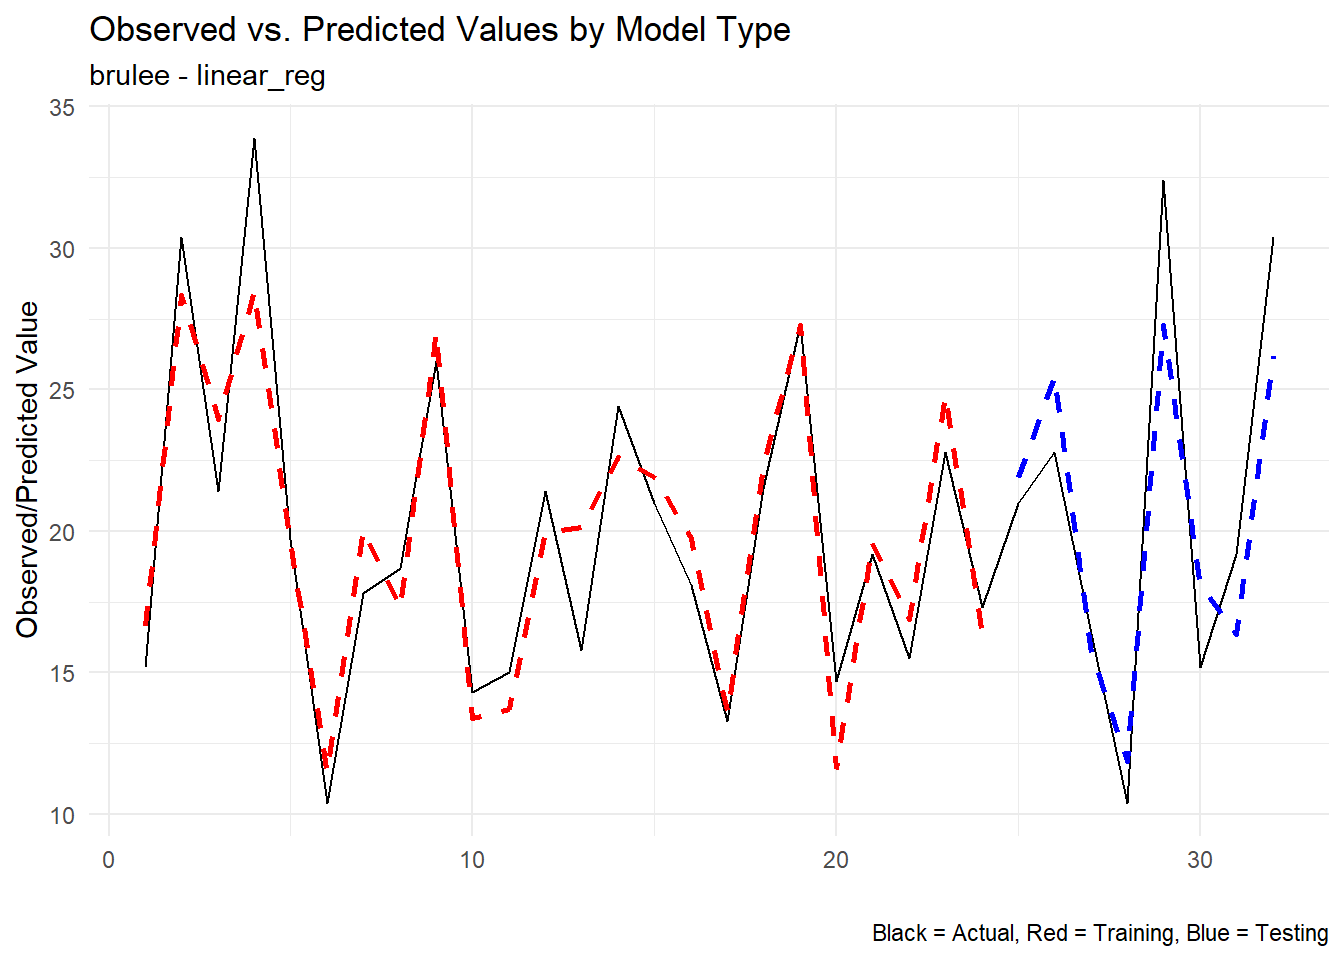 Observed vs. Predicted Values by Model Type
brulee - linear_reg
Observed/Predicted Value
35
30
25
20
15
10
0
10
20
30
Black = Actual, Red = Training, Blue = Testing